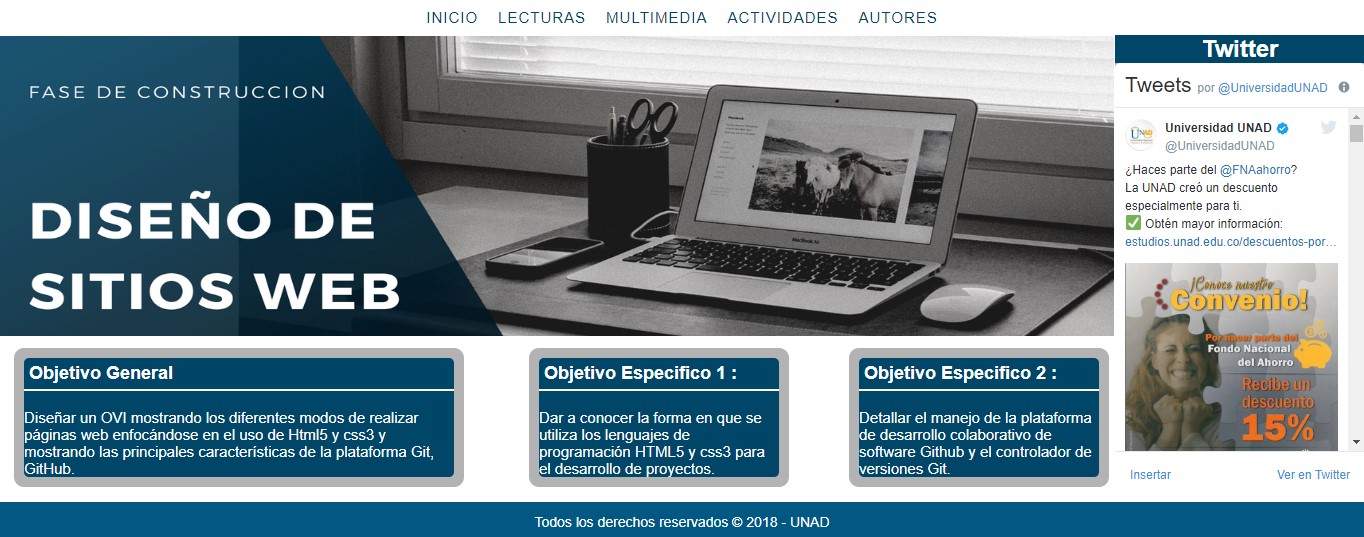 INICIO LECTURAS MULTIMEDIA ACTIVIDADES AUTORES
FASE DE CONSTRUCCION
DISEÑO DE
SITIOS WEB
MacBook Air
Objetivo General
Diseñar un OVI mostrando los diferentes modos de realizar
páginas web enfocándose en el uso de Html5 y css3 y
mostrando las principales características de la plataforma Git,
GitHub.
Objetivo Especifico 1 :
Dar a conocer la forma en que se
utiliza los lenguajes de
programación HTML5 y css3 para
el desarrollo de proyectos.
Objetivo Especifico 2 :
Detallar el manejo de la plataforma
de desarrollo colaborativo de
software Github y el controlador de
versiones Git.
Twitter
Tweets por @UniversidadUNAD
UNAD
Universidad UNAD
@UniversidadUNAD
¿Haces parte del @FNAahorro?
La UNAD creó un descuento
especialmente para ti.
✅ Obtén mayor información:
estudios.unad.edu.co/descuentos-por…
¡Conoce nuestro
Convenio!
Por hacer parte del
Fondo Nacional
del Ahorro
Recibe un
descuento
15%
Insertar Ver en Twitter
Todos los derechos reservados © 2018 - UNAD